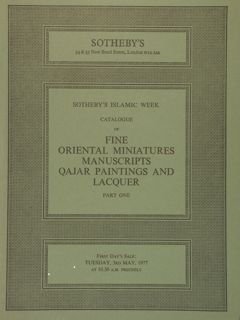 SOTHEBY'S
34 & 35 New Bond Street, London W1A 2AA
SOTHEBY'S ISLAMIC WEEK
CATALOGUE
OF
FINE
ORIENTAL MINIATURES
MANUSCRIPTS
QAJAR PAINTINGS AND
LACQUER
PART ONE
FIRST DAY'S SALE:
TUESDAY, 3RD MAY, 1977
AT 10.30 A.M. PRECISELY